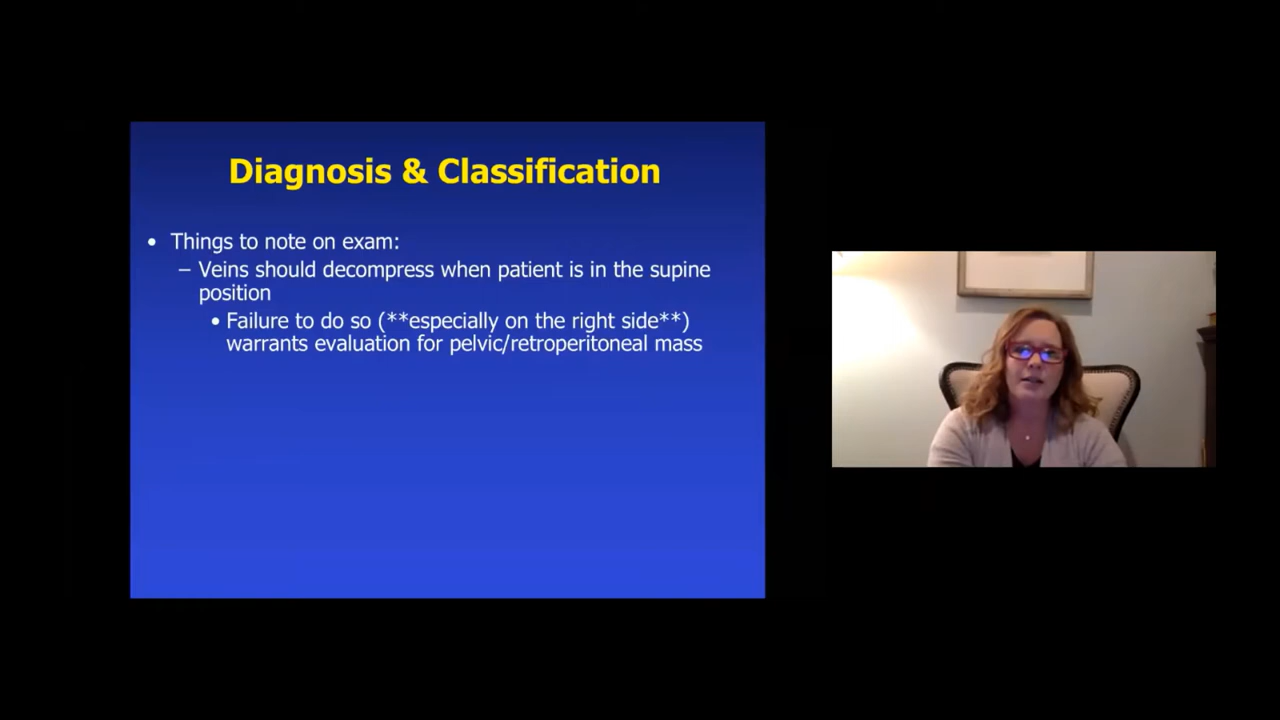 Diagnosis & Classification
• Things to note on exam:
– Veins should decompress when patient is in the supine
position
• Failure to do so (**especially on the right side**)
warrants evaluation for pelvic/retroperitoneal mass